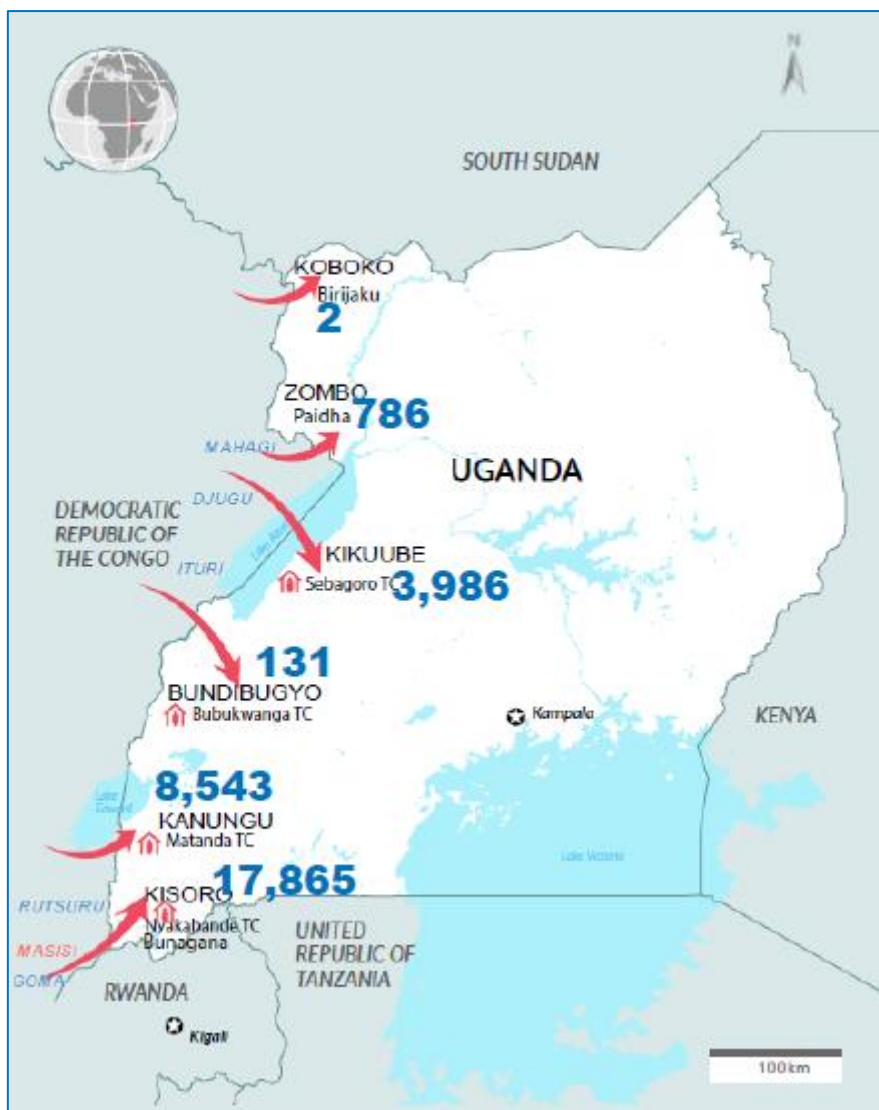 N
SOUTH SUDAN
KOBOKO
Birijaku
2
ZOMBO
Paidha
786
MAHAGI
UGANDA
DJUGU
DEMOCRATIC
REPUBLIC OF
THE CONGO
ITURI
KIKUUBE
Sebagoro TC
3,986
131
BUNDIBUGYO
Bubukwanga TC
Kampala
KENYA
8,543
KANUNGU
Matanda TC
Lake Victoria
17,865
KISORO
RUTSURU
Nyakabande TC
Bunagana
MASISI
GOMA
UNITED
REPUBLIC OF
TANZANIA
RWANDA
Kigali
100km